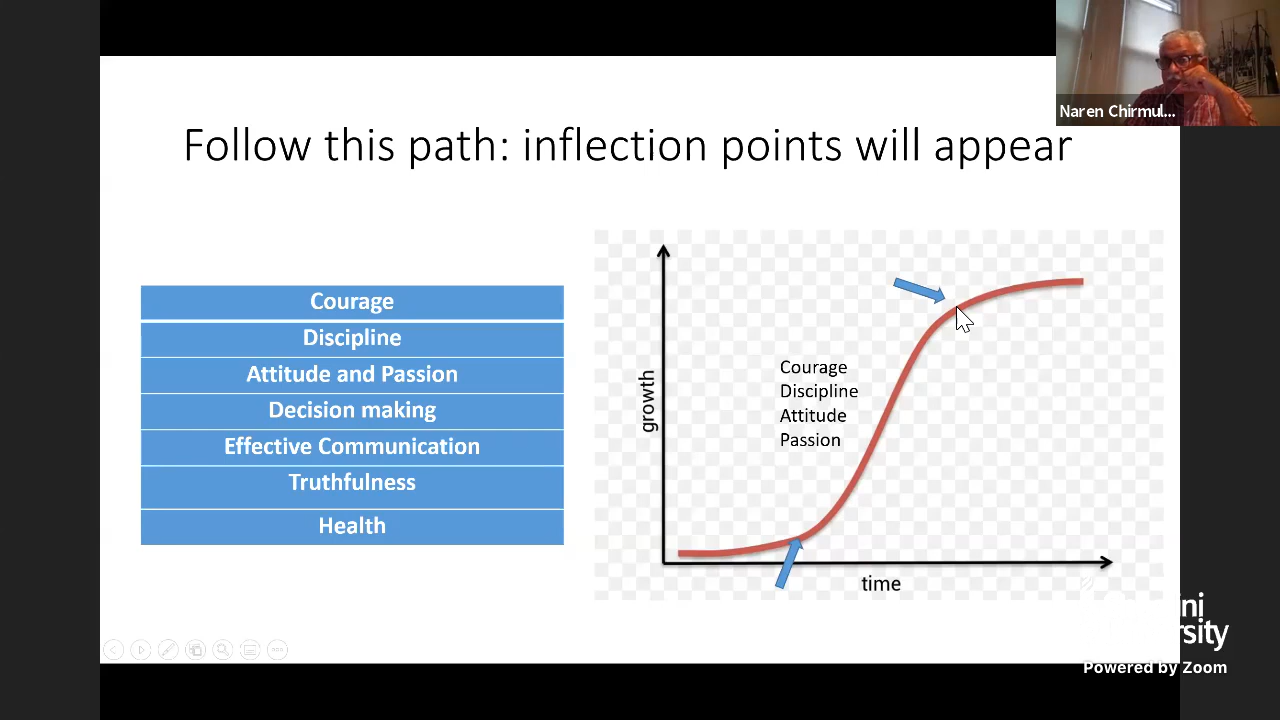 Naren Chirmul...
Follow this path: inflection points will appear
Courage
Discipline
Attitude and Passion
Decision making
Effective Communication
Truthfulness
Health
growth
Courage
Discipline
Attitude
Passion
time
Powered by Zoom